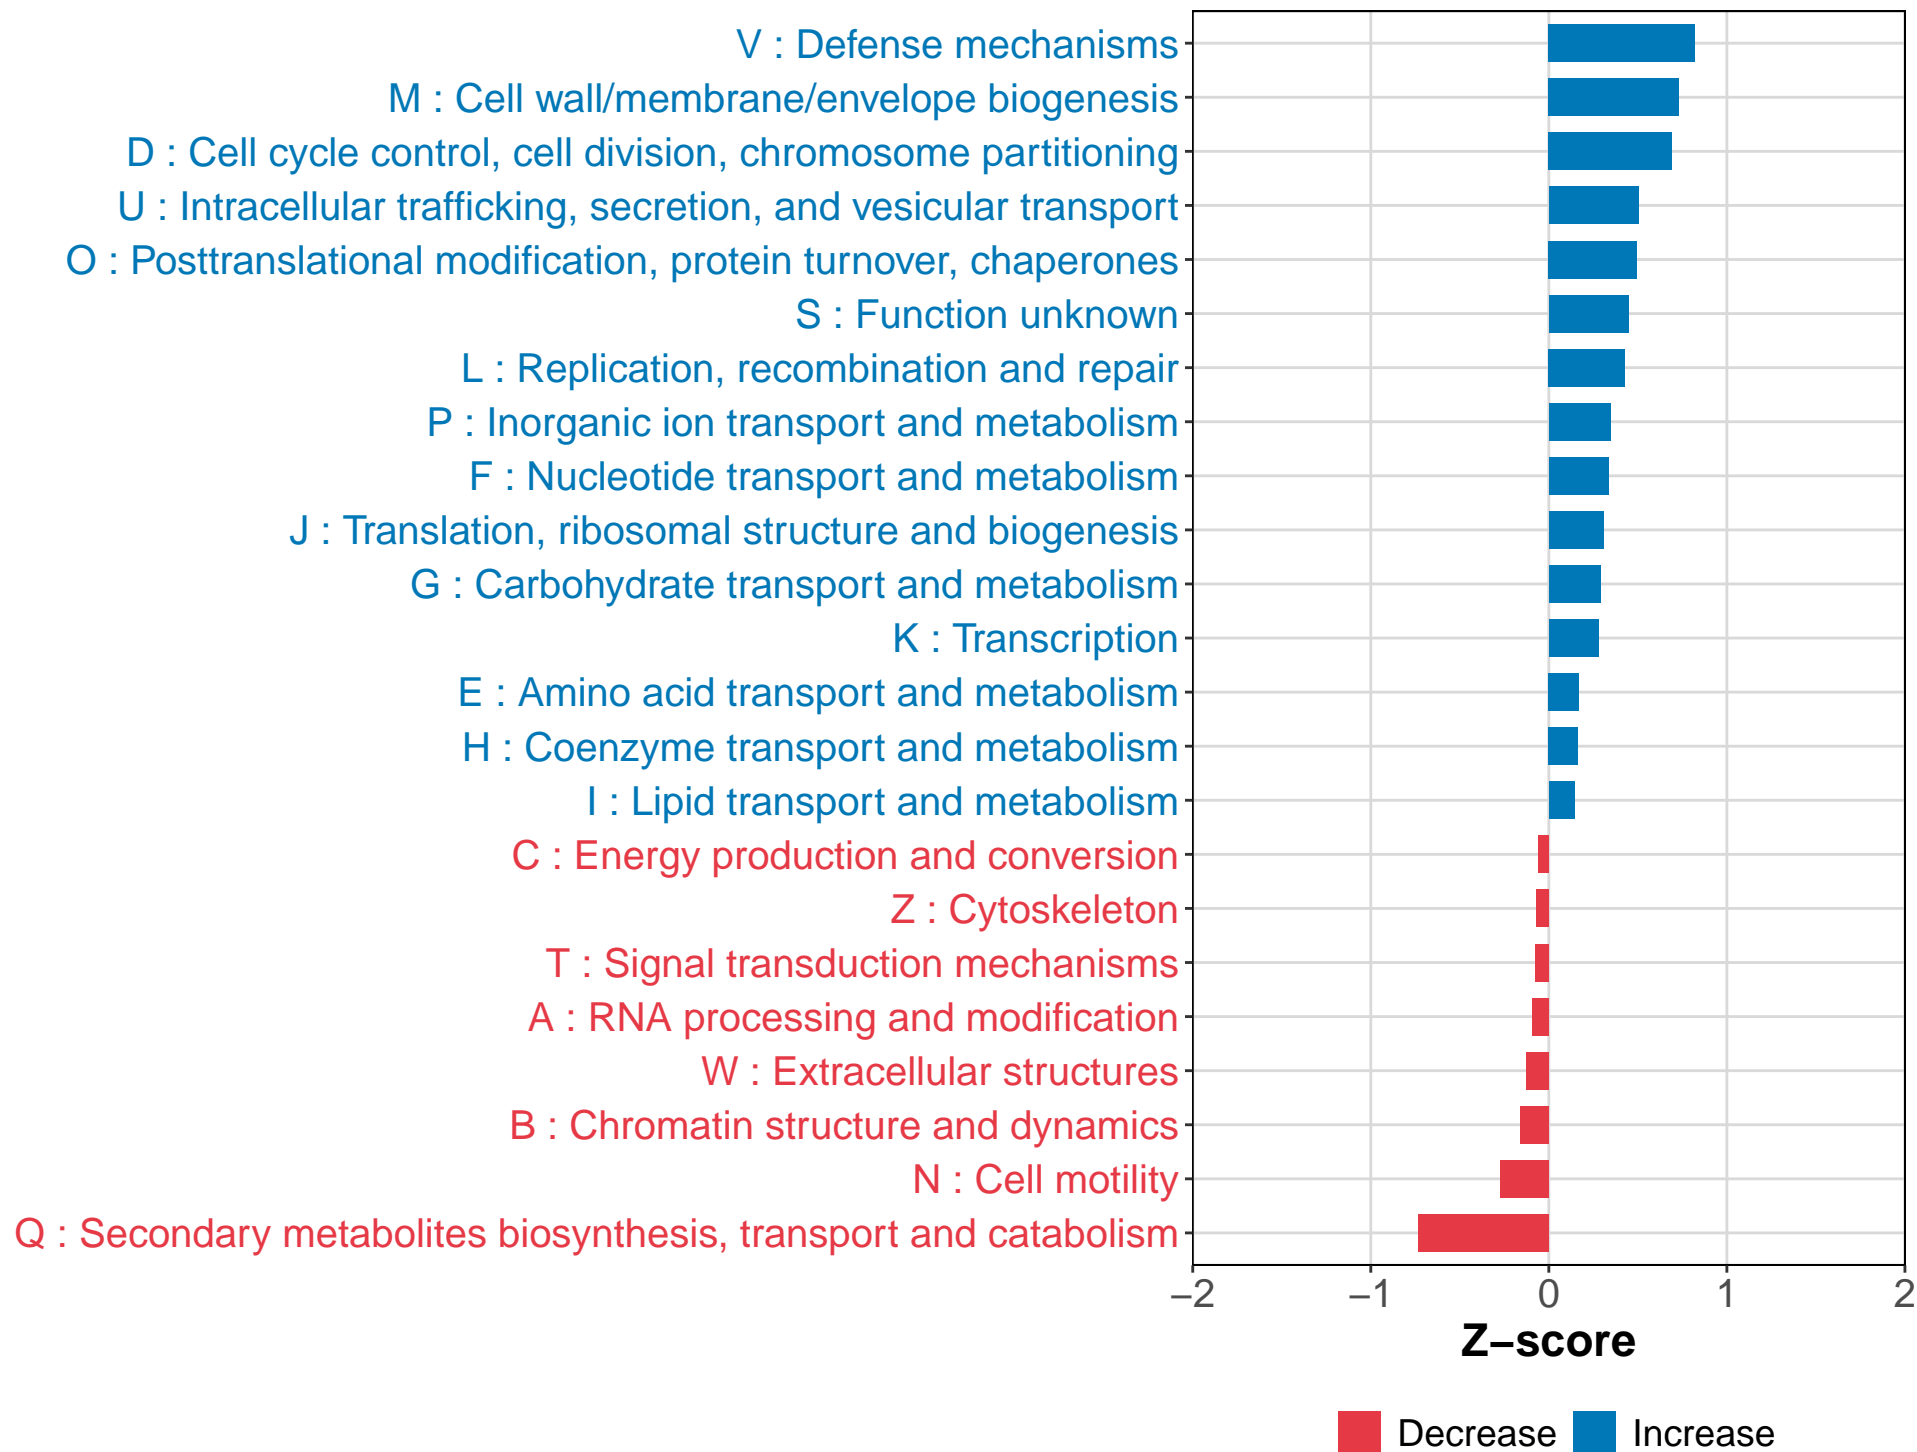 V : Defense mechanisms
M : Cell wall/membrane/envelope biogenesis
D : Cell cycle control, cell division, chromosome partitioning
U : Intracellular trafficking, secretion, and vesicular transport
O : Posttranslational modification, protein turnover, chaperones
S : Function unknown
L : Replication, recombination and repair
P : Inorganic ion transport and metabolism
F : Nucleotide transport and metabolism
J : Translation, ribosomal structure and biogenesis
G : Carbohydrate transport and metabolism
K : Transcription
E : Amino acid transport and metabolism
H : Coenzyme transport and metabolism
I : Lipid transport and metabolism
C : Energy production and conversion
Z : Cytoskeleton
T : Signal transduction mechanisms
A : RNA processing and modification
W : Extracellular structures
B : Chromatin structure and dynamics
N : Cell motility
Q : Secondary metabolites biosynthesis, transport and catabolism
−2 −1 0 1 2
Z−score
Decrease Increase